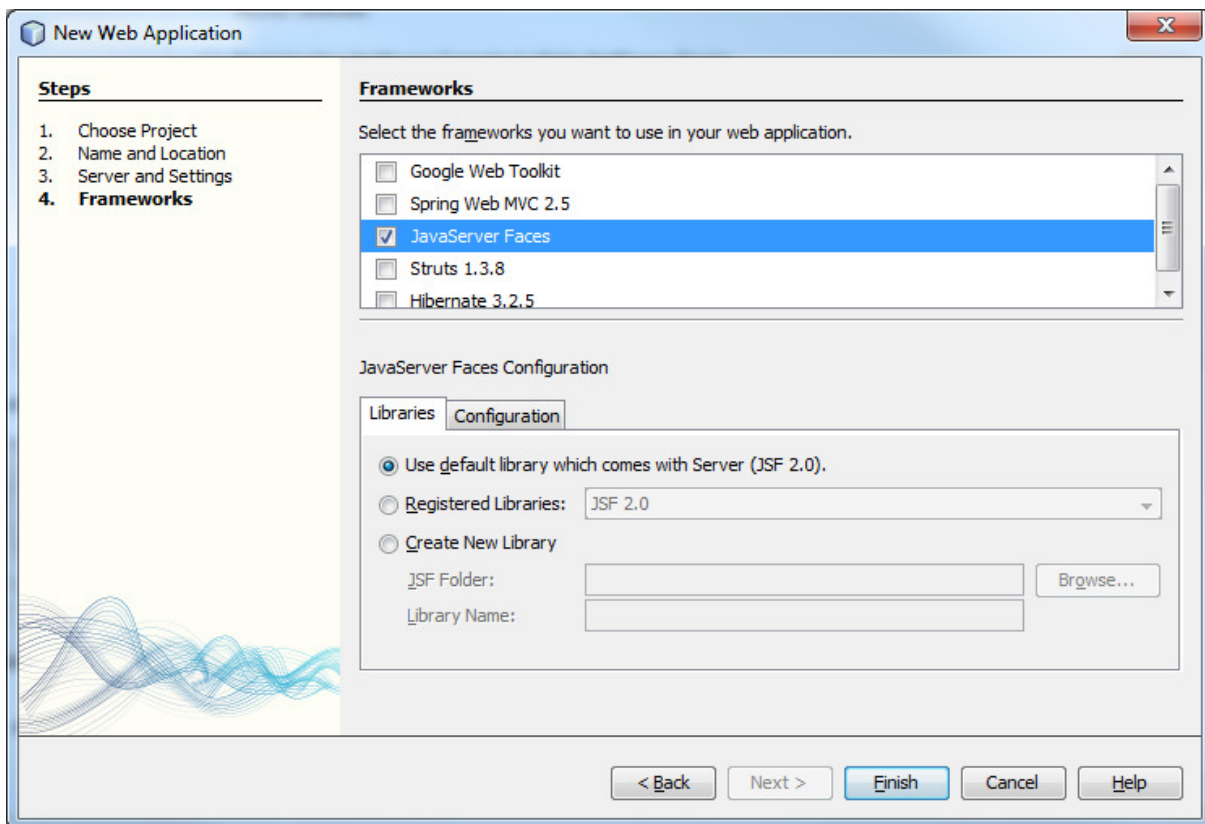 New Web Application
Steps
1. Choose Project
2. Name and Location
3. Server and Settings
4. Frameworks
Frameworks
Select the frameworks you want to use in your web application.
Google Web Toolkit
Spring Web MVC 2.5
JavaServer Faces
Struts 1.3.8
Hibernate 3.2.5
JavaServer Faces Configuration
Libraries Configuration
Use default library which comes with Server (JSF 2.0).
Registered Libraries: JSF 2.0
Create New Library
JSF Folder: Browse...
Library Name:
< Back Next > Finish Cancel Help